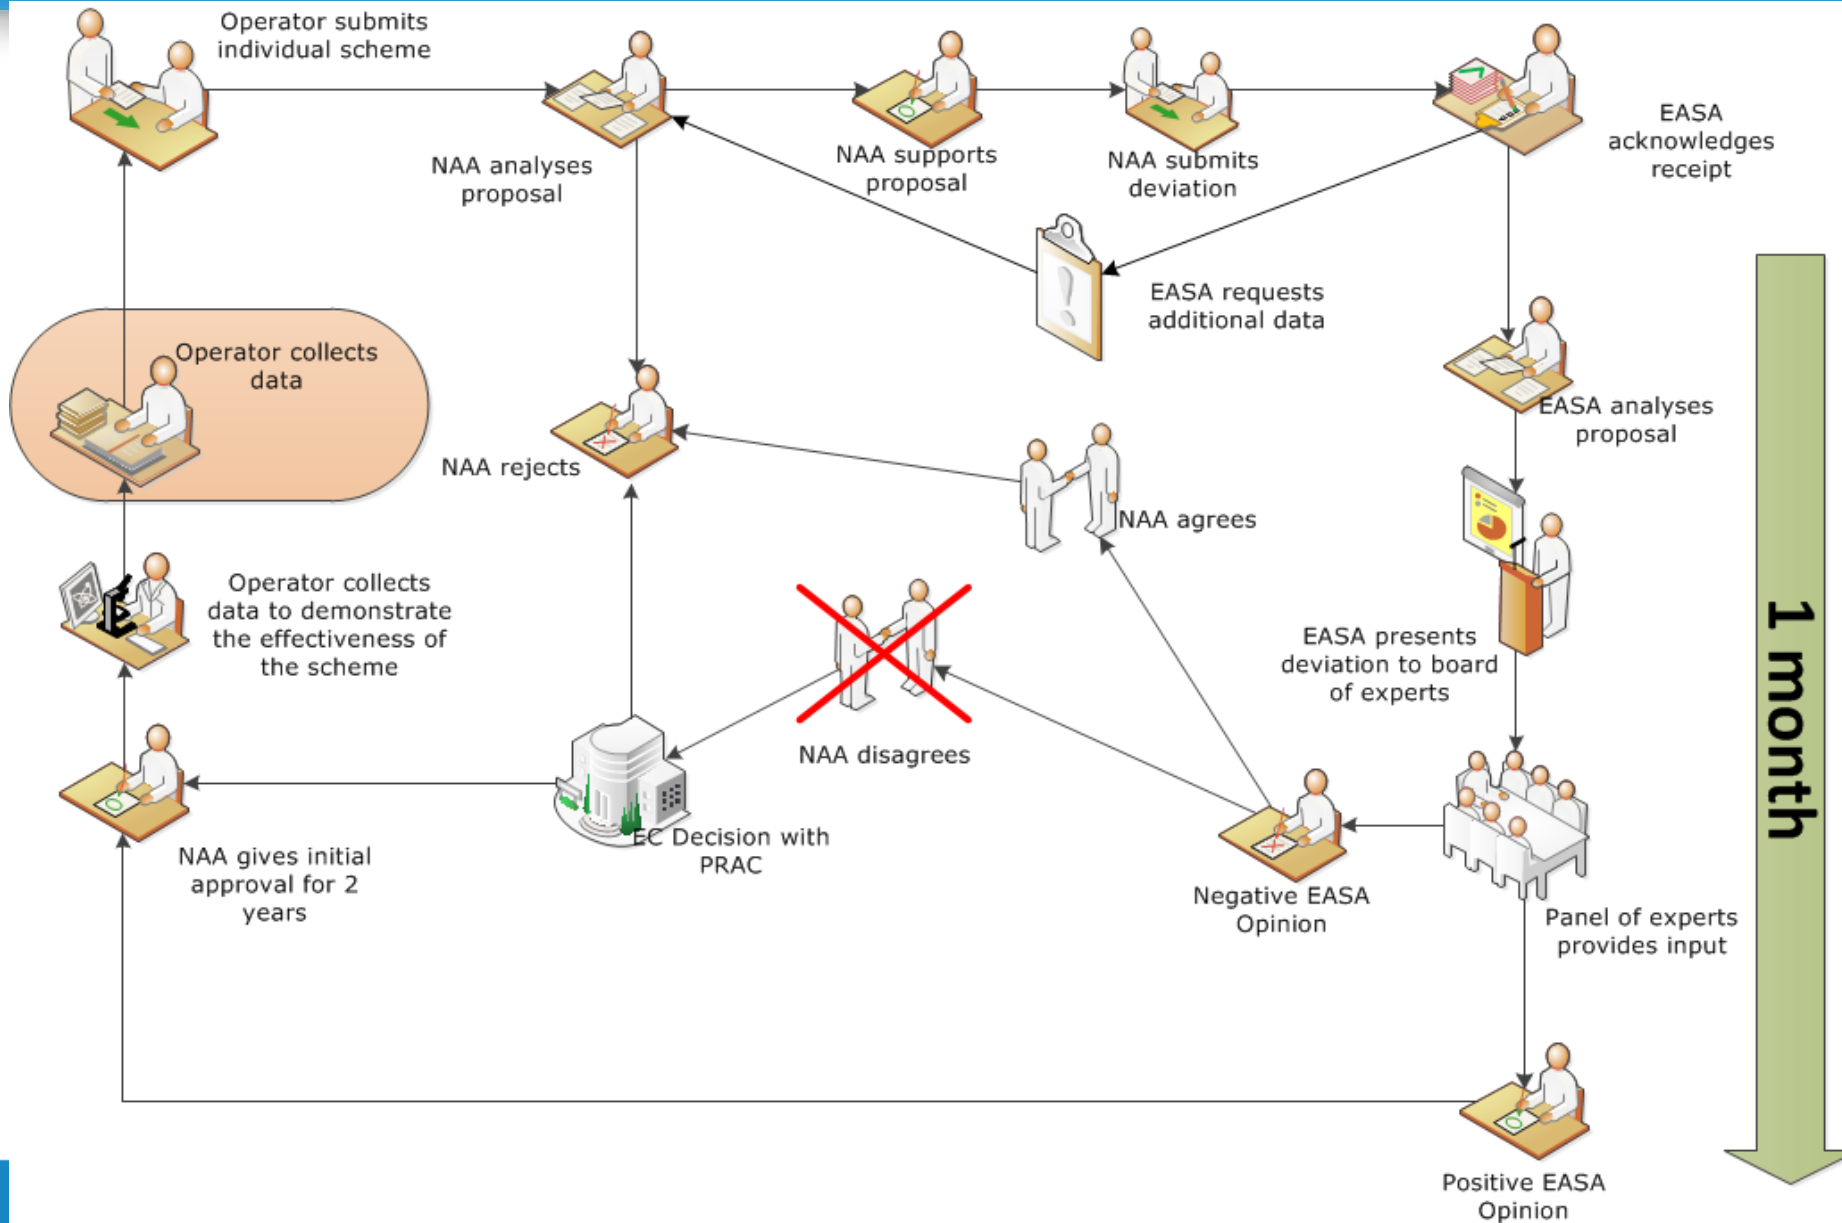 Operator submits
individual scheme
NAA analyses
proposal
NAA supports
proposal
NAA submits
deviation
EASA
acknowledges
receipt
EASA requests
additional data
Operator collects
data
EASA analyses
proposal
NAA rejects
NAA agrees
Operator collects
data to demonstrate
the effectiveness of
the scheme
EASA presents
deviation to board
of experts
1 month
NAA disagrees
EC Decision with
PRAC
NAA gives initial
approval for 2
years
Negative EASA
Opinion
Panel of experts
provides input
Positive EASA
Opinion